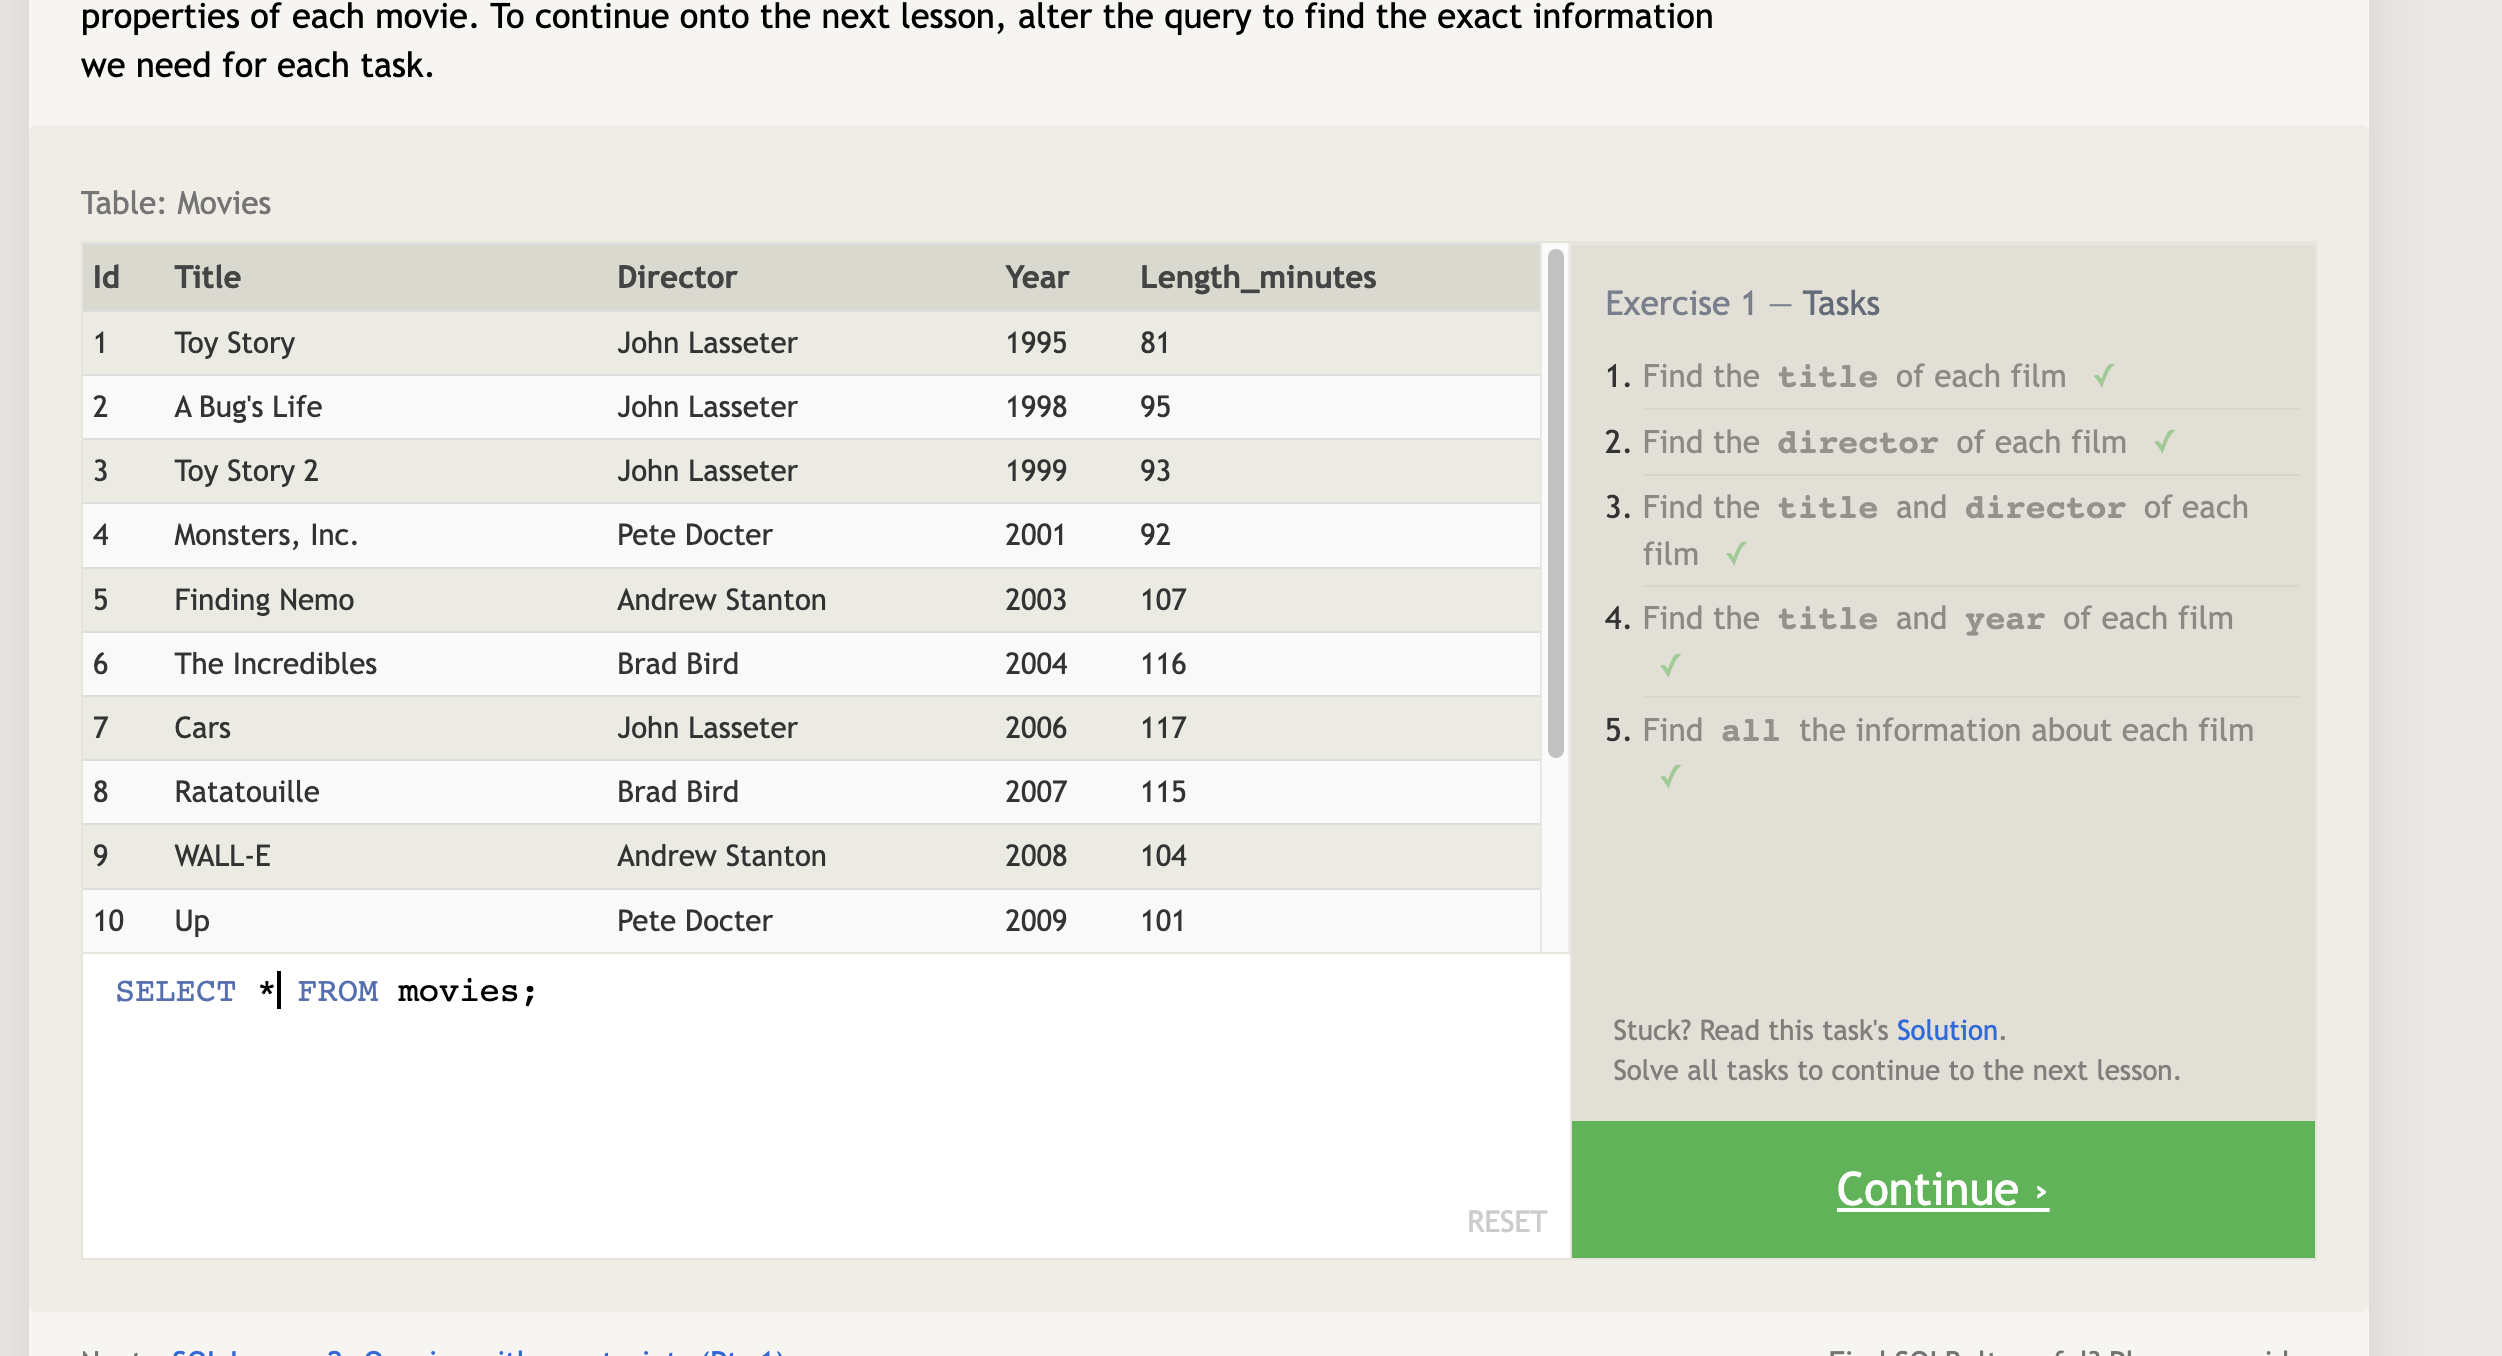 properties of each movie. To continue onto the next lesson, alter the query to find the exact information
we need for each task.
Table: Movies
Id Title Director Year Length_minutes
1 Toy Story John Lasseter 1995 81
2 A Bug's Life John Lasseter 1998 95
3 Toy Story 2 John Lasseter 1999 93
4 Monsters, Inc. Pete Docter 2001 92
5 Finding Nemo Andrew Stanton 2003 107
6 The Incredibles Brad Bird 2004 116
7 Cars John Lasseter 2006 117
8 Ratatouille Brad Bird 2007 115
9 WALL-E Andrew Stanton 2008 104
10 Up Pete Docter 2009 101
SELECT * FROM movies;
RESET
Exercise 1 — Tasks
1. Find the title of each film ✓
2. Find the director of each film ✓
3. Find the title and director of each
film ✓
4. Find the title and year of each film
✓
5. Find all the information about each film
✓
Stuck? Read this task's Solution.
Solve all tasks to continue to the next lesson.
Continue ›